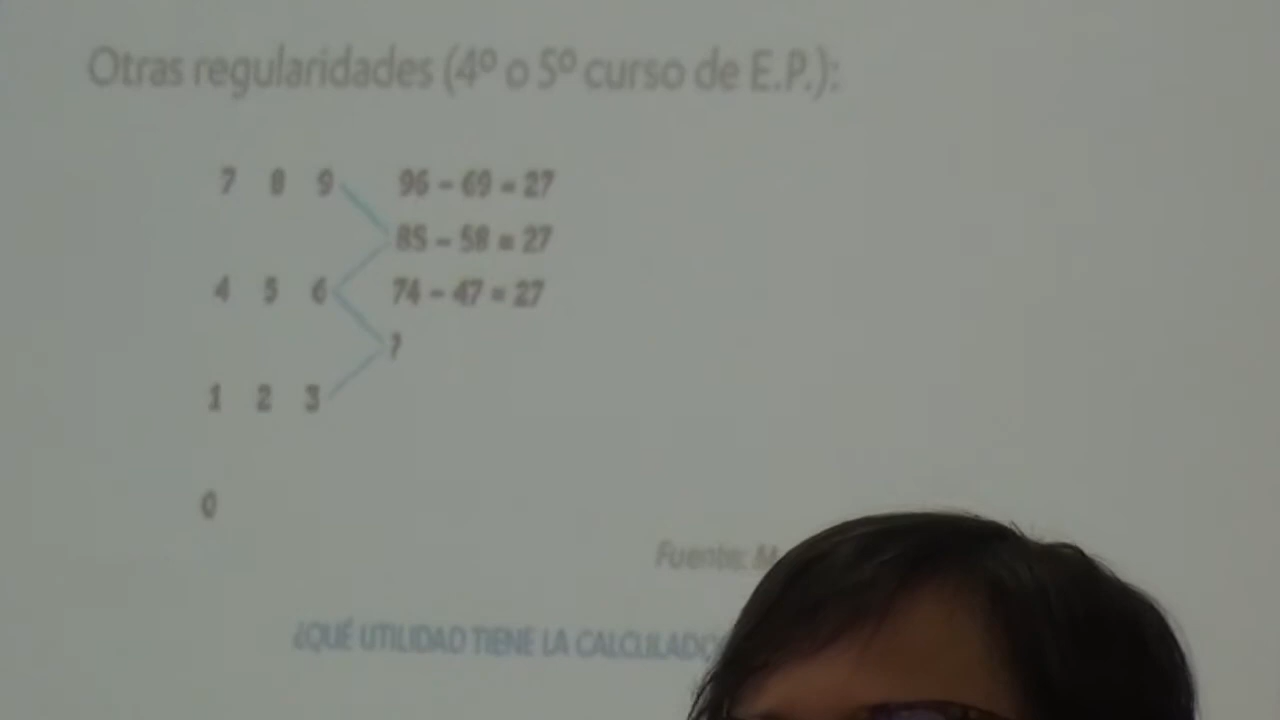 Otras regularidades (4º o 5º curso de E.P.):
7 8 9 96 - 69 = 27
85 - 58 = 27
4 5 6 74 - 47 = 27
?
1 2 3
0
Fuente:
¿QUÉ UTILIDAD TIENE LA